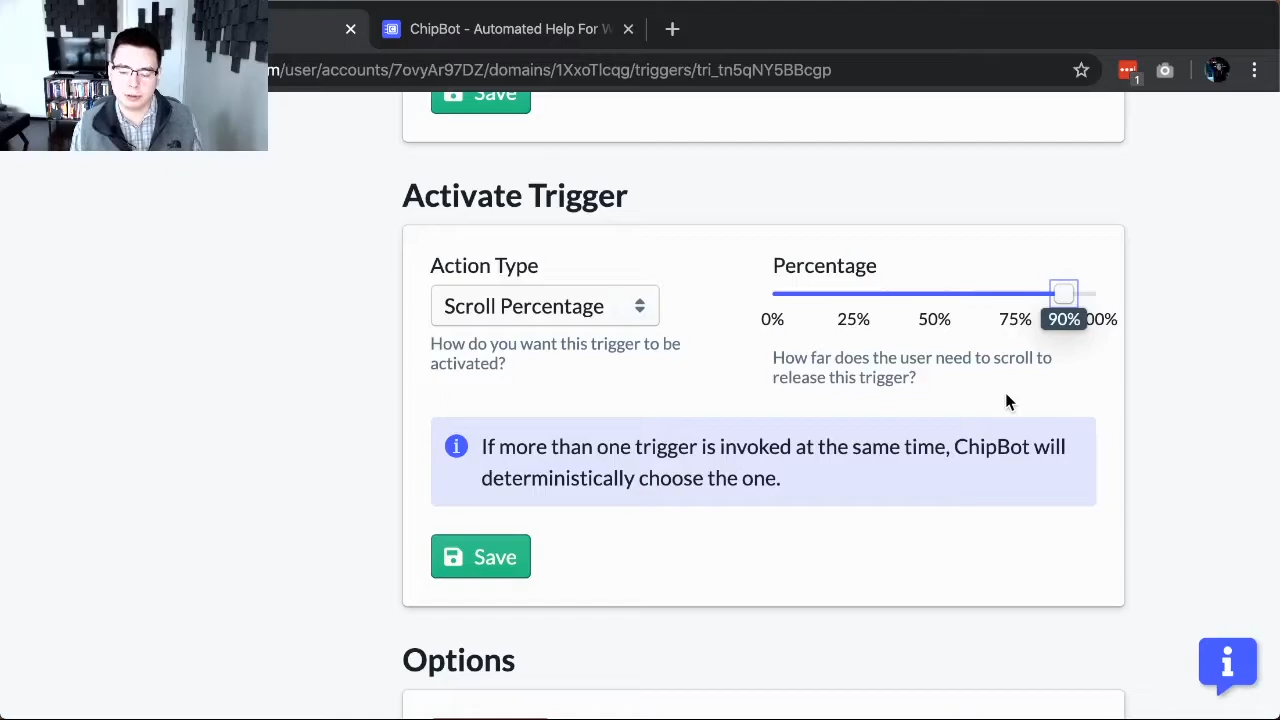 ChipBot - Automated Help For W
m/user/accounts/7ovyAr97DZ/domains/1XxoTlcqg/triggers/tri_tn5qNY5BBcgp
1
Save
Activate Trigger
Action Type
Scroll Percentage
How do you want this trigger to be
activated?
Percentage
0% 25% 50% 75% 90% 00%
How far does the user need to scroll to
release this trigger?
If more than one trigger is invoked at the same time, ChipBot will
deterministically choose the one.
Save
Options